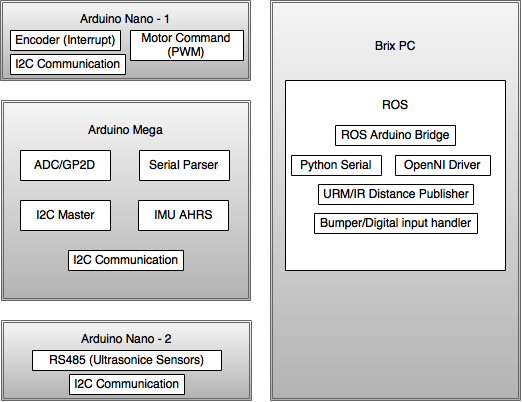 Arduino Nano - 1
Encoder (Interrupt)
Motor Command
(PWM)
I2C Communication
Arduino Mega
ADC/GP2D
Serial Parser
I2C Master
IMU AHRS
I2C Communication
Arduino Nano - 2
RS485 (Ultrasonice Sensors)
I2C Communication
Brix PC
ROS
ROS Arduino Bridge
Python Serial
OpenNI Driver
URM/IR Distance Publisher
Bumper/Digital input handler